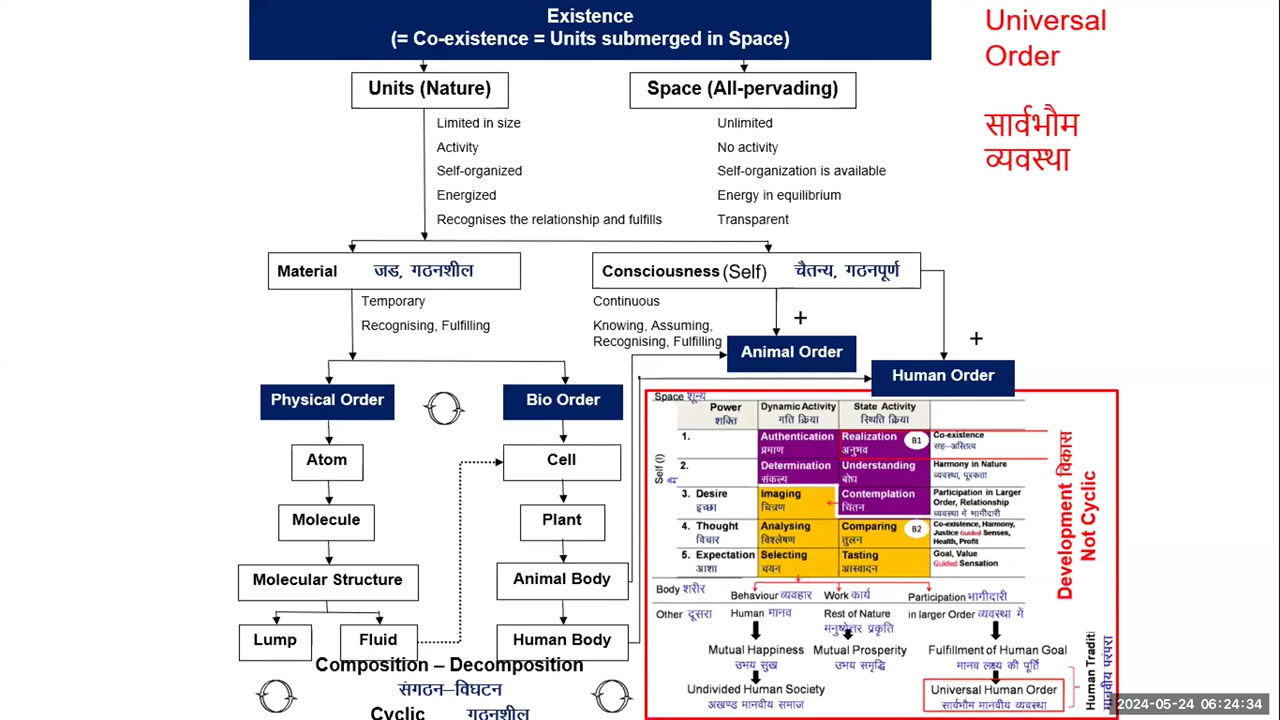 Existence
(= Co-existence = Units submerged in Space)
Universal
Order
सार्वभौम
व्यवस्था
Units (Nature)
Space (All-pervading)
Limited in size
Activity
Self-organized
Energized
Recognises the relationship and fulfills
Unlimited
No activity
Self-organization is available
Energy in equilibrium
Transparent
Material जड, गठनशील
Consciousness (Self) चैतन्य, गठनपूर्ण
Temporary
Recognising, Fulfilling
Continuous
Knowing, Assuming,
Recognising, Fulfilling
+
+
Animal Order
Human Order
Physical Order
Bio Order
Atom
Cell
Molecule
Plant
Molecular Structure
Animal Body
Lump
Fluid
Human Body
Composition – Decomposition
संगठन–विघटन
Cyclic गठनशील
Space शून्य
Power
शक्ति
Dynamic Activity
गति क्रिया
State Activity
स्थिति क्रिया
Self (I)
1. Authentication Realization B1 Co-existence
प्रमाण अनुभव सह-अस्तित्व
2. Determination Understanding Harmony in Nature
संकल्प बोध व्यवस्था, पूरकता
3. Desire Imaging Contemplation Participation in Larger
Order, Relationship
इच्छा चित्रण चिंतन व्यवस्था में भागीदारी
4. Thought Analysing Comparing B2 Co-existence, Harmony,
Justice Guided Senses,
विचार विश्लेषण तुलन Health, Profit
5. Expectation Selecting Tasting Goal, Value
Guided Sensation
आशा चयन आस्वादन
Body शरीर
Behaviour व्यवहार Work कार्य Participation भागीदारी
Other दूसरा Human मानव Rest of Nature in larger Order व्यवस्था में
मनुष्येत्तर प्रकृति
Mutual Happiness Mutual Prosperity Fulfillment of Human Goal
उभय सुख उभय समृद्धि मानव लक्ष्य की पूर्ति
Undivided Human Society Universal Human Order
अखण्ड मानवीय समाज सार्वभौम मानवीय व्यवस्था
Development विकास
Not Cyclic
Human Traditi
मानवीय परंपरा
2024-05-24 06:24:34